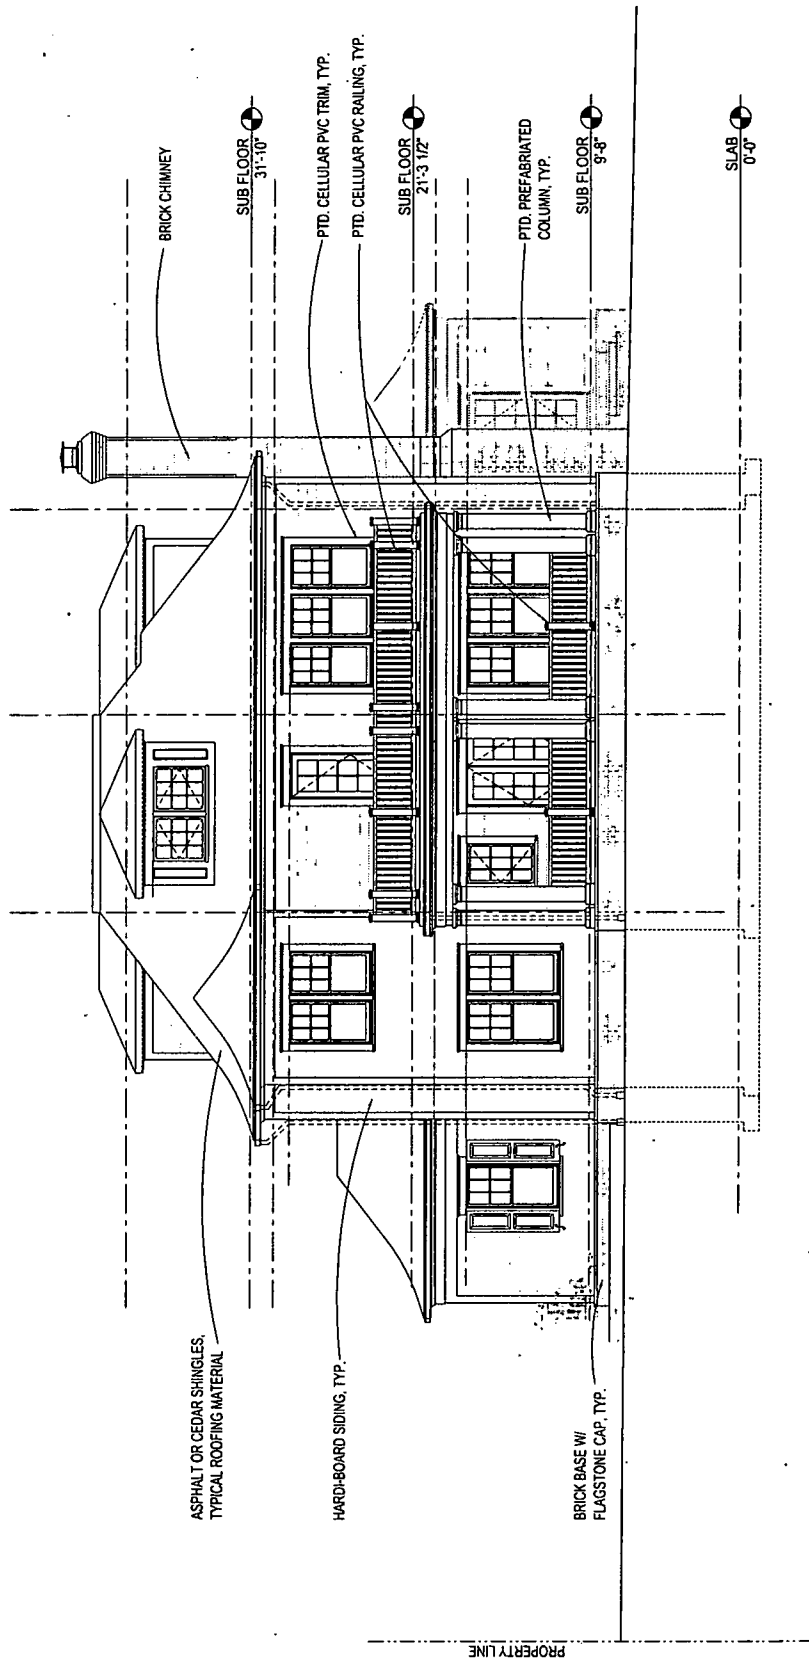 BRICK CHIMNEY
SUB FLOOR
31'-10"
PTD. CELLULAR PVC TRIM, TYP.
PTD. CELLULAR PVC RAILING, TYP.
SUB FLOOR
21'-3 1/2"
PTD. PREFABRIATED
COLUMN, TYP.
SUB FLOOR
9'-8"
SLAB
0'-0"
ASPHALT OR CEDAR SHINGLES,
TYPICAL ROOFING MATERIAL
HARDI-BOARD SIDING, TYP.
BRICK BASE W/
FLAGSTONE CAP, TYP.
PROPERTY LINE